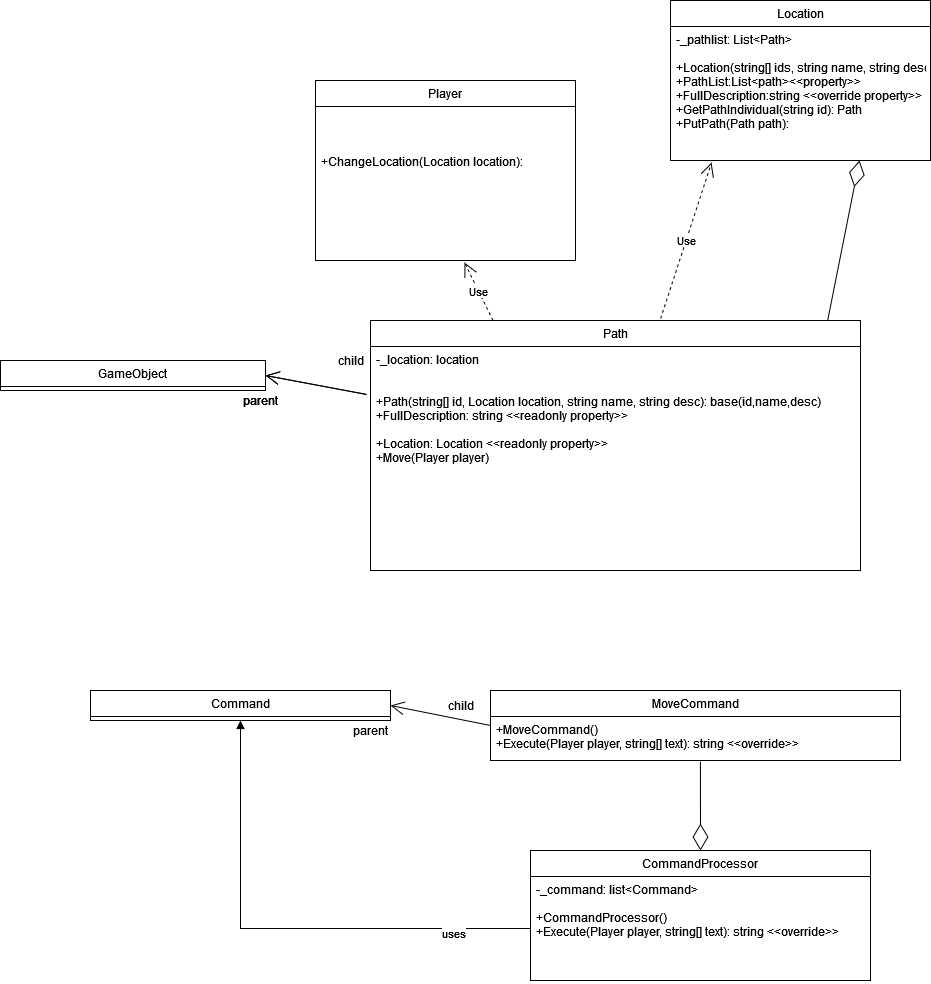 Location
-_pathlist: List<Path>
+Location(string[] ids, string name, string desc
+PathList:List<path><<property>>
+FullDescription:string <<override property>>
+GetPathIndividual(string id): Path
+PutPath(Path path):
Player
+ChangeLocation(Location location):
Use
Use
Path
-_location: location
+Path(string[] id, Location location, string name, string desc): base(id,name,desc)
+FullDescription: string <<readonly property>>
+Location: Location <<readonly property>>
+Move(Player player)
child
GameObject
parent
Command
child
parent
MoveCommand
+MoveCommand()
+Execute(Player player, string[] text): string <<override>>
CommandProcessor
-_command: list<Command>
+CommandProcessor()
+Execute(Player player, string[] text): string <<override>>
uses